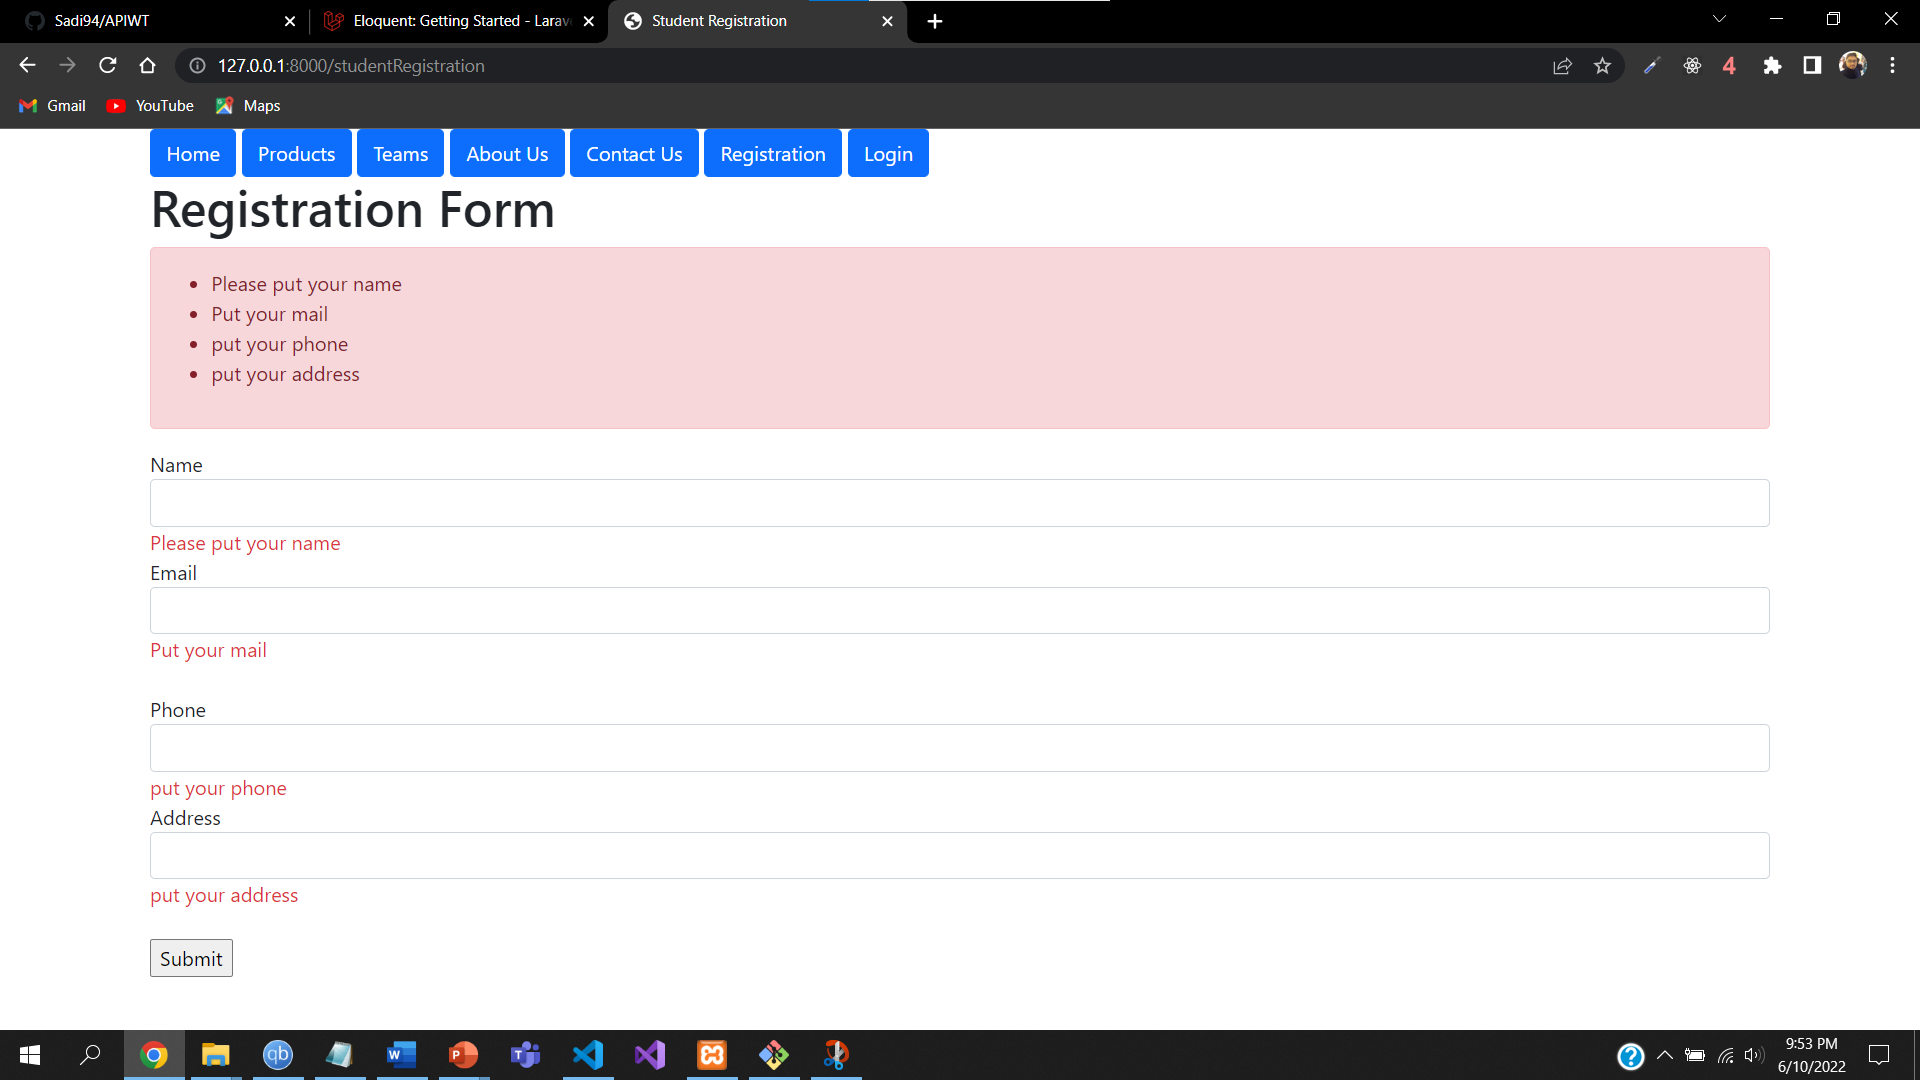 Sadi94/APIWT
Eloquent: Getting Started - Larav
Student Registration
127.0.0.1:8000/studentRegistration
4
Gmail
YouTube
Maps
Home
Products
Teams
About Us
Contact Us
Registration
Login
Registration Form
Please put your name
Put your mail
put your phone
put your address
Name
Please put your name
Email
Put your mail
Phone
put your phone
Address
put your address
Submit
qb
W
P
T
?
9:53 PM
6/10/2022